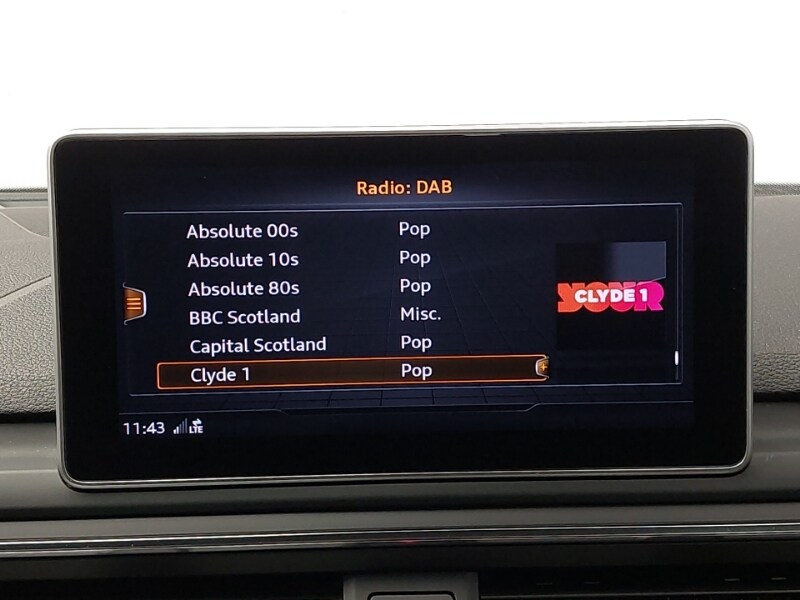 Radio: DAB
Absolute 00s Pop
Absolute 10s Pop
Absolute 80s Pop
BBC Scotland Misc.
Capital Scotland Pop
Clyde 1 Pop
YOUR
CLYDE 1
11:43 LTE